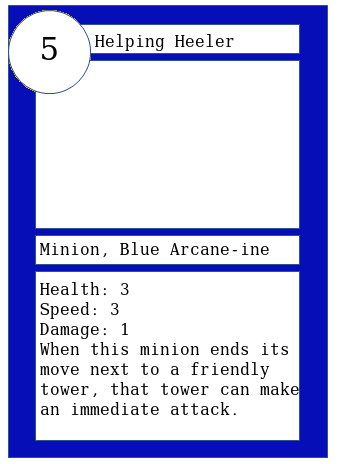 5
Helping Heeler
Minion, Blue Arcane-ine
Health: 3
Speed: 3
Damage: 1
When this minion ends its
move next to a friendly
tower, that tower can make
an immediate attack.